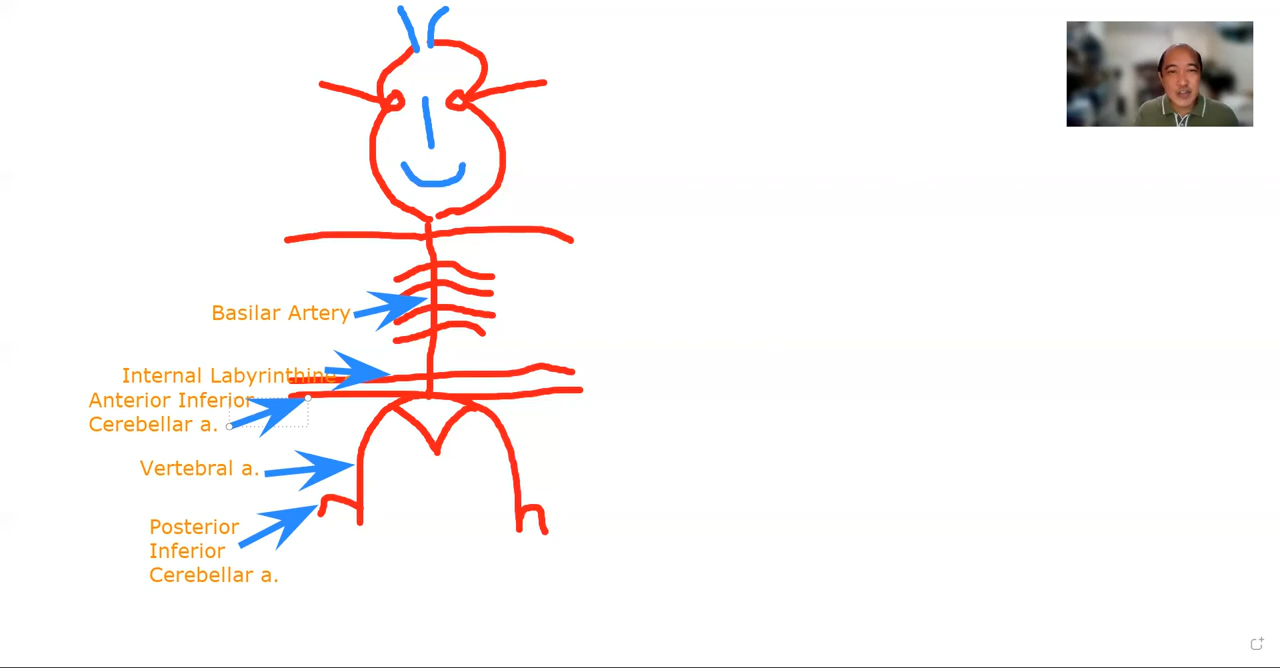 Basilar Artery
Internal Labyrinthine
Anterior Inferior
Cerebellar a.
Vertebral a.
Posterior
Inferior
Cerebellar a.